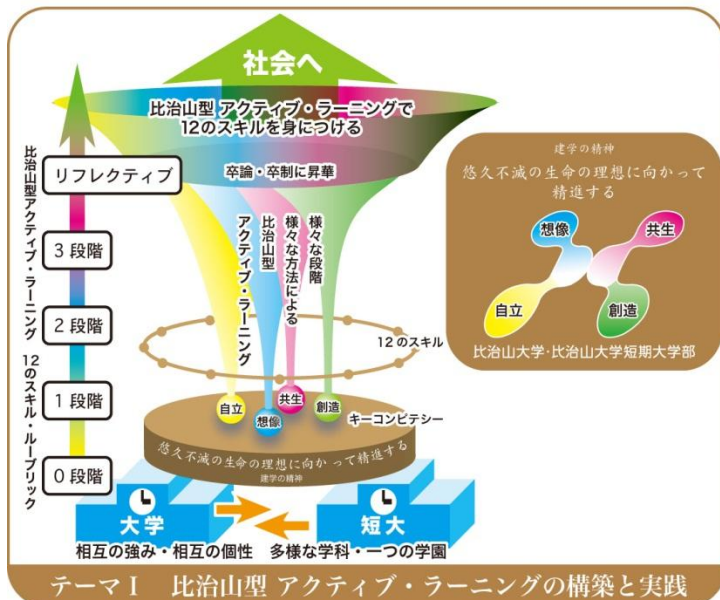 社会へ
比治山型 アクティブ・ラーニングで
12のスキルを身につける
卒論・卒制に昇華
様々な段階
様々な方法による
比治山型
アクティブ・ラーニング
比治山型アクティブ・ラーニング 12のスキル・ルーブリック
リフレクティブ
3段階
2段階
1段階
0段階
12のスキル
自立
想像
共生
創造
キーコンピテシー
悠久不滅の生命の理想に向かって精進する
建学の精神
大学
短大
相互の強み・相互の個性 多様な学科・一つの学園
建学の精神
悠久不滅の生命の理想に向かって
精進する
想像
共生
自立
創造
比治山大学・比治山大学短期大学部
テーマⅠ 比治山型 アクティブ・ラーニングの構築と実践